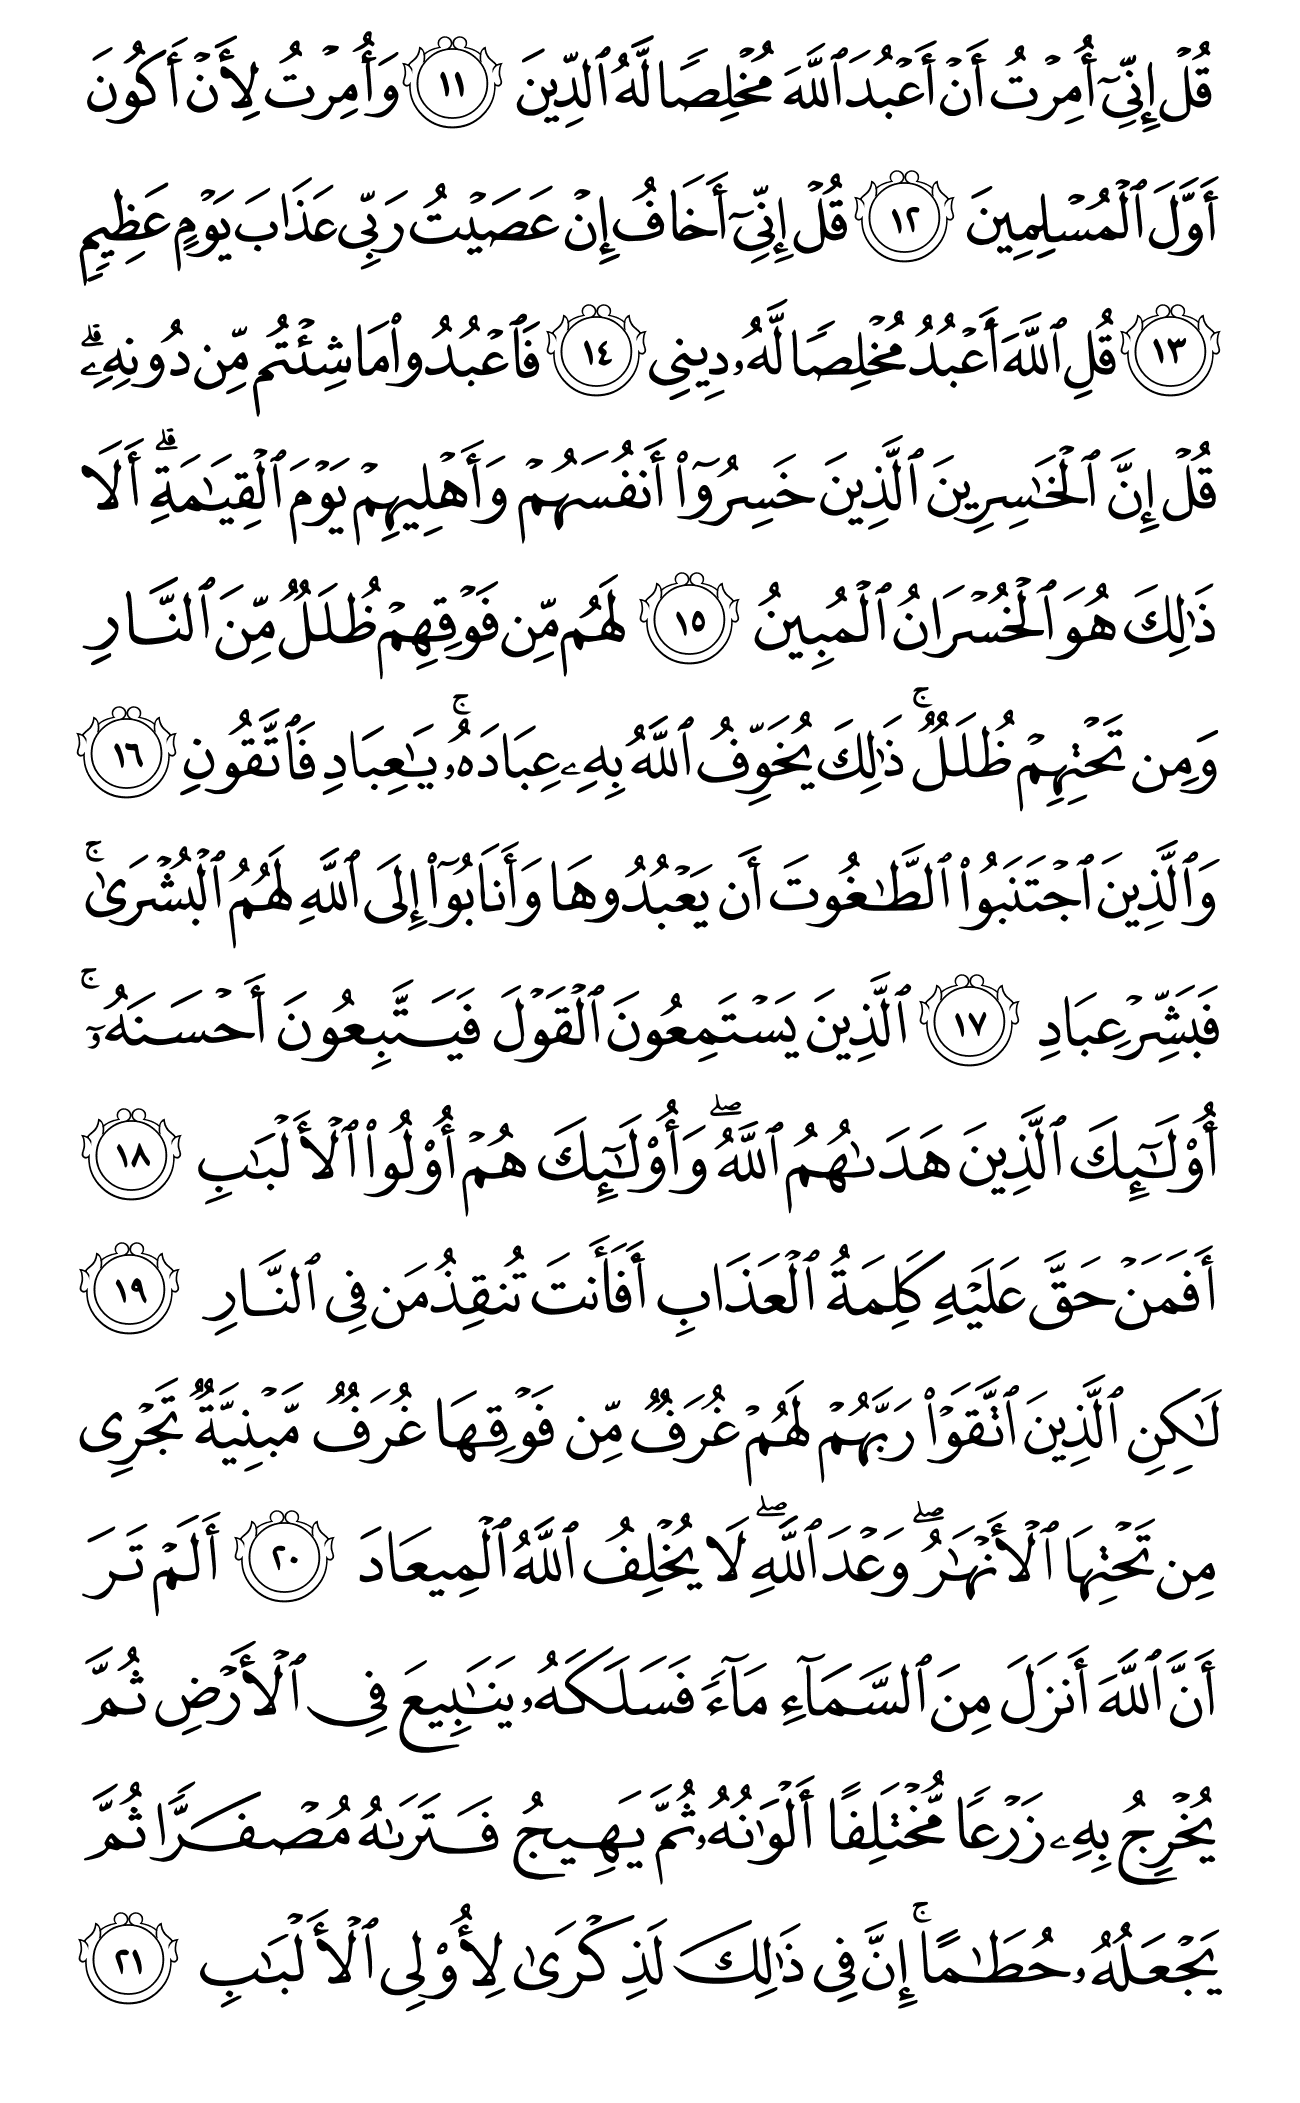 قُلۡ إِنِّيٓ أُمِرۡتُ أَنۡ أَعۡبُدَ ٱللَّهَ مُخۡلِصٗا لَّهُ ٱلدِّينَ ١١ وَأُمِرۡتُ لِأَنۡ أَكُونَ
أَوَّلَ ٱلۡمُسۡلِمِينَ ١٢ قُلۡ إِنِّيٓ أَخَافُ إِنۡ عَصَيۡتُ رَبِّي عَذَابَ يَوۡمٍ عَظِيمٖ
١٣ قُلِ ٱللَّهَ أَعۡبُدُ مُخۡلِصٗا لَّهُۥ دِينِي ١٤ فَٱعۡبُدُواْ مَا شِئۡتُم مِّن دُونِهِۦۗ
قُلۡ إِنَّ ٱلۡخَٰسِرِينَ ٱلَّذِينَ خَسِرُوٓاْ أَنفُسَهُمۡ وَأَهۡلِيهِمۡ يَوۡمَ ٱلۡقِيَٰمَةِۗ أَلَا
ذَٰلِكَ هُوَ ٱلۡخُسۡرَانُ ٱلۡمُبِينُ ١٥ لَهُم مِّن فَوۡقِهِمۡ ظُلَلٞ مِّنَ ٱلنَّارِ
وَمِن تَحۡتِهِمۡ ظُلَلٞۚ ذَٰلِكَ يُخَوِّفُ ٱللَّهُ بِهِۦ عِبَادَهُۥۚ يَٰعِبَادِ فَٱتَّقُونِ ١٦
وَٱلَّذِينَ ٱجۡتَنَبُواْ ٱلطَّٰغُوتَ أَن يَعۡبُدُوهَا وَأَنَابُوٓاْ إِلَى ٱللَّهِ لَهُمُ ٱلۡبُشۡرَىٰۚ
فَبَشِّرۡ عِبَادِ ١٧ ٱلَّذِينَ يَسۡتَمِعُونَ ٱلۡقَوۡلَ فَيَتَّبِعُونَ أَحۡسَنَهُۥٓۚ
أُوْلَٰٓئِكَ ٱلَّذِينَ هَدَىٰهُمُ ٱللَّهُۖ وَأُوْلَٰٓئِكَ هُمۡ أُوْلُواْ ٱلۡأَلۡبَٰبِ ١٨
أَفَمَنۡ حَقَّ عَلَيۡهِ كَلِمَةُ ٱلۡعَذَابِ أَفَأَنتَ تُنقِذُ مَن فِي ٱلنَّارِ ١٩
لَٰكِنِ ٱلَّذِينَ ٱتَّقَوۡاْ رَبَّهُمۡ لَهُمۡ غُرَفٞ مِّن فَوۡقِهَا غُرَفٞ مَّبۡنِيَّةٞ تَجۡرِي
مِن تَحۡتِهَا ٱلۡأَنۡهَٰرُۖ وَعۡدَ ٱللَّهِۖ لَا يُخۡلِفُ ٱللَّهُ ٱلۡمِيعَادَ ٢٠ أَلَمۡ تَرَ
أَنَّ ٱللَّهَ أَنزَلَ مِنَ ٱلسَّمَآءِ مَآءٗ فَسَلَكَهُۥ يَنَٰبِيعَ فِي ٱلۡأَرۡضِ ثُمَّ
يُخۡرِجُ بِهِۦ زَرۡعٗا مُّخۡتَلِفًا أَلۡوَٰنُهُۥ ثُمَّ يَهِيجُ فَتَرَىٰهُ مُصۡفَرّٗا ثُمَّ
يَجۡعَلُهُۥ حُطَٰمًاۚ إِنَّ فِي ذَٰلِكَ لَذِكۡرَىٰ لِأُوْلِي ٱلۡأَلۡبَٰبِ ٢١